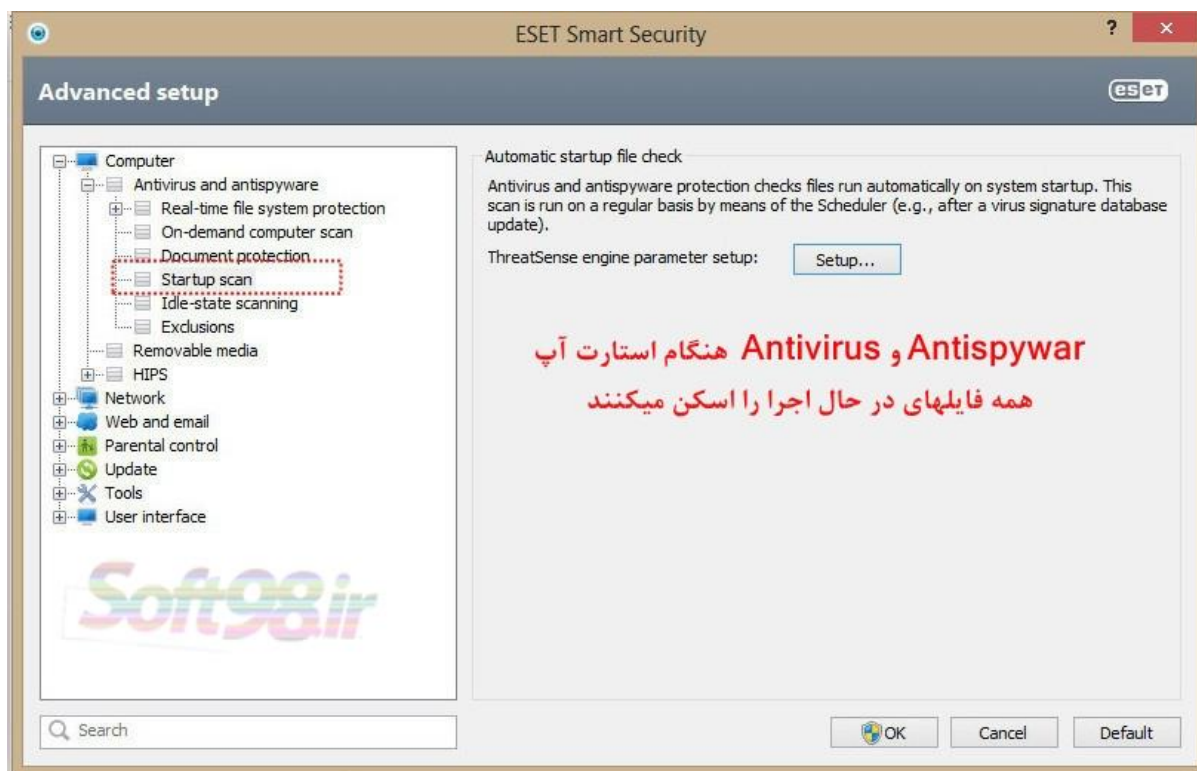 ESET Smart Security
?
Advanced setup
eset
Computer
Antivirus and antispyware
Real-time file system protection
On-demand computer scan
Document protection
Startup scan
Idle-state scanning
Exclusions
Removable media
HIPS
Network
Web and email
Parental control
Update
Tools
User interface
Soft98.ir
Search
Automatic startup file check
Antivirus and antispyware protection checks files run automatically on system startup. This
scan is run on a regular basis by means of the Scheduler (e.g., after a virus signature database
update).
ThreatSense engine parameter setup:
Setup...
Antispywar و Antivirus هنگام استارت آپ
همه فایلهای در حال اجرا را اسکن میکنند
OK
Cancel
Default